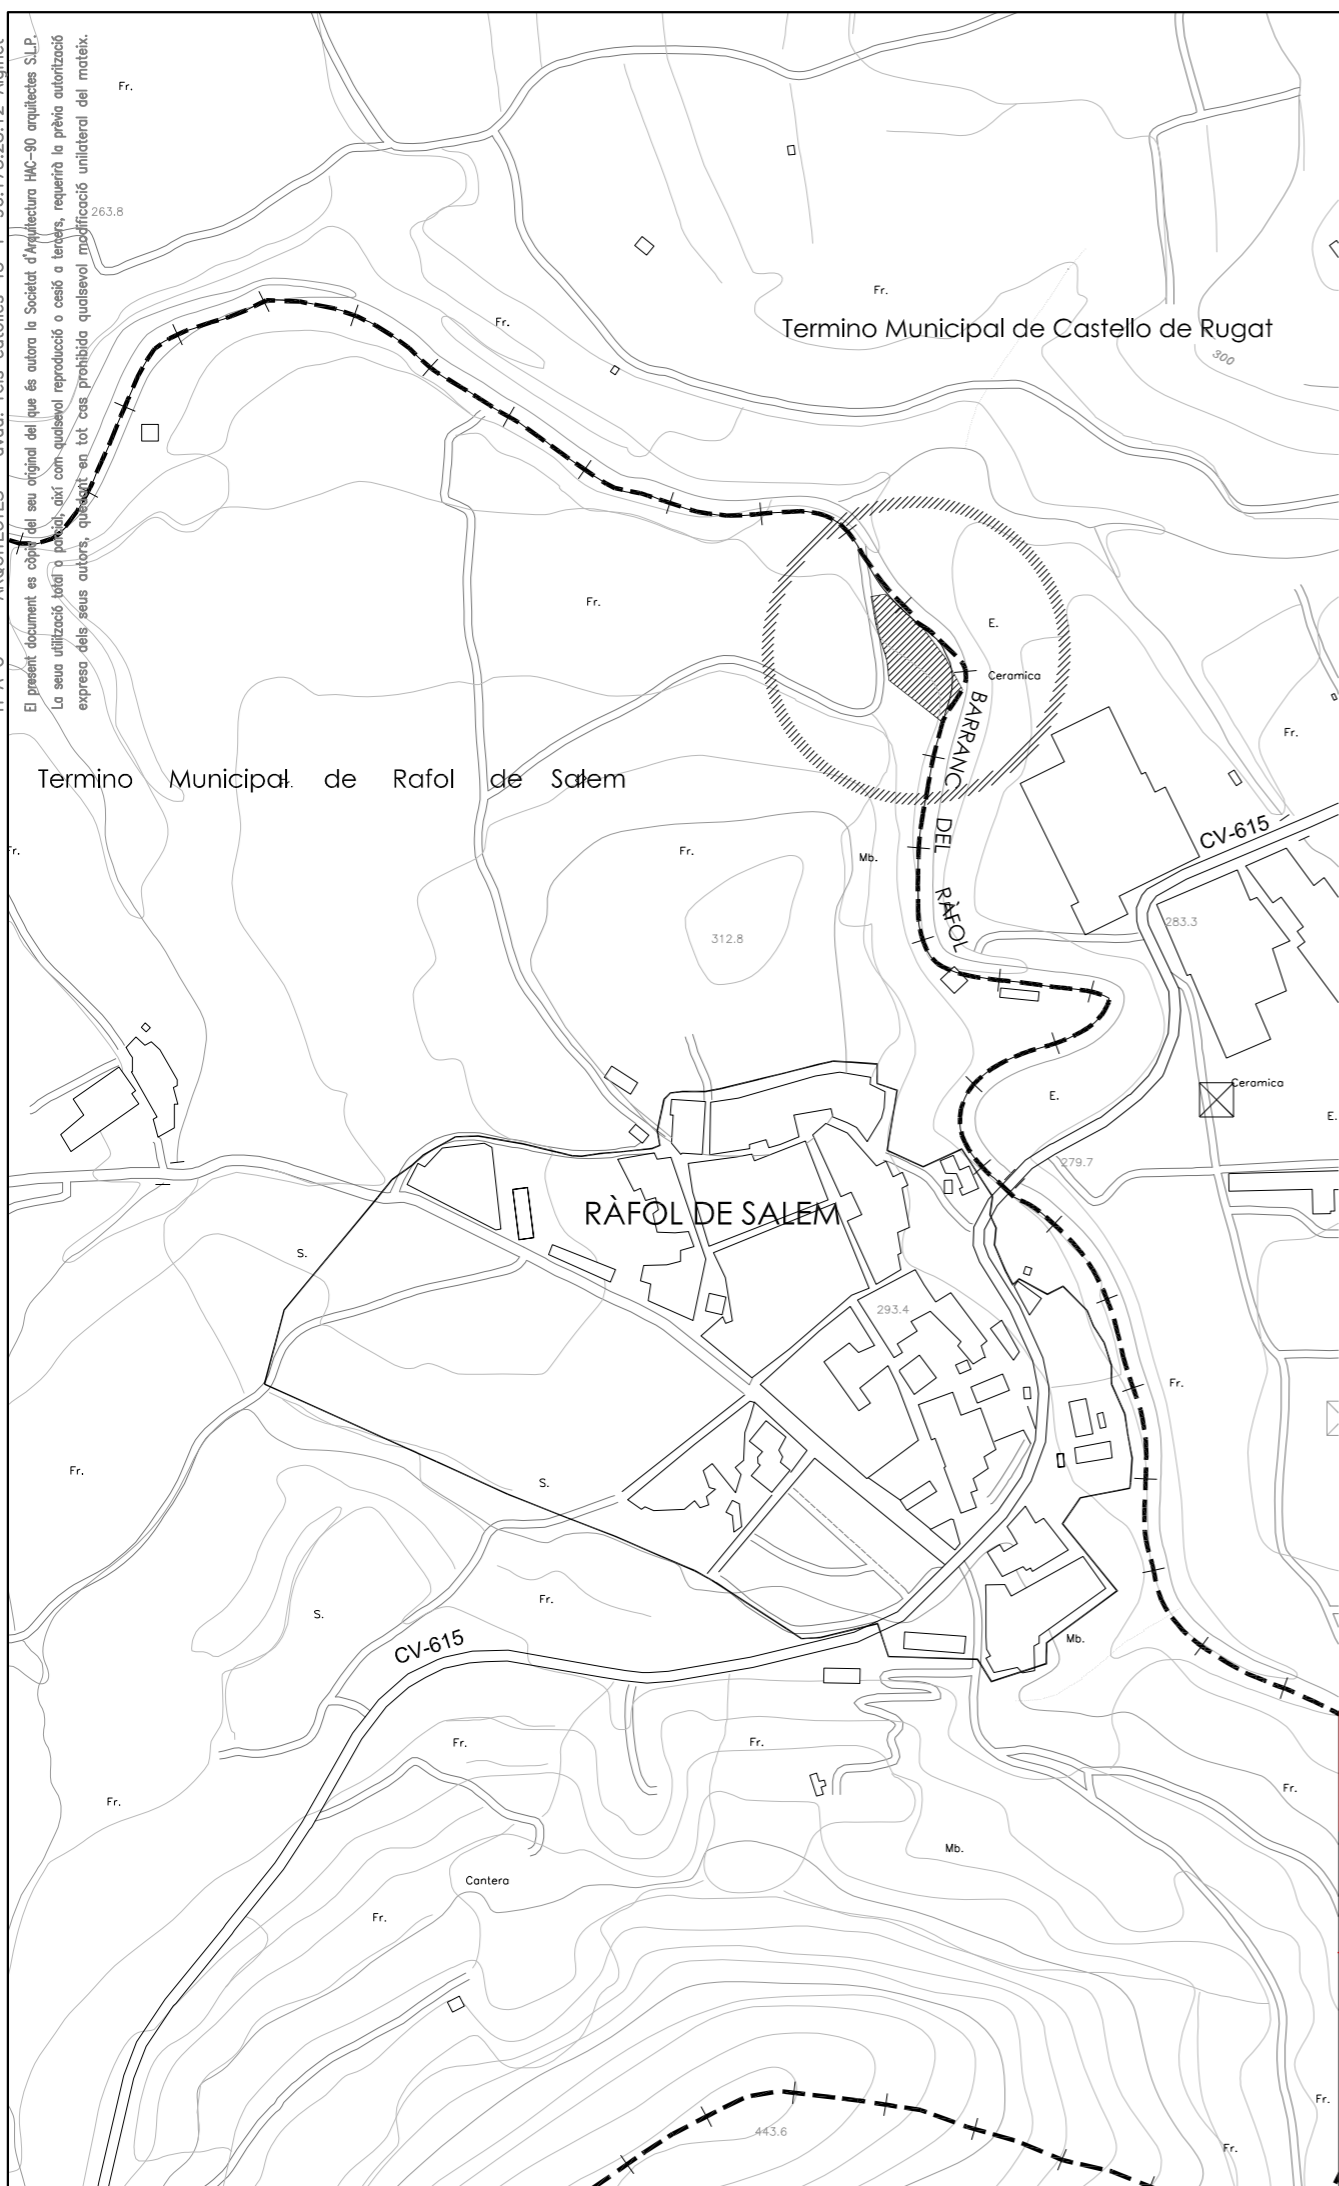 El present document es còpia del seu original del que és autora la Societat d'Arquitectura HAC-90 arquitectes S.L.P.
La seua utilització total o parcial, així com qualsevol reproducció o cesió a tercers, requerirà la prèvia autorització
expresa dels seus autors, quedant en tot cas prohibida qualsevol modificació unilateral del mateix.
Fr.
263.8
Fr.
Fr.
Termino Municipal de Castello de Rugat
300
Fr.
E.
Ceramica
Fr.
BARRANC DEL RÀFOL
Termino Municipal de Rafol de Salem
CV-615
Fr.
Fr.
Mb.
283.3
312.8
Ceramica
E.
E.
279.7
RÀFOL DE SALEM
S.
293.4
Fr.
Fr.
S.
Fr.
S.
CV-615
Mb.
Fr.
Fr.
Fr.
Fr.
Mb.
Cantera
Fr.
Fr.
443.6
Fr.